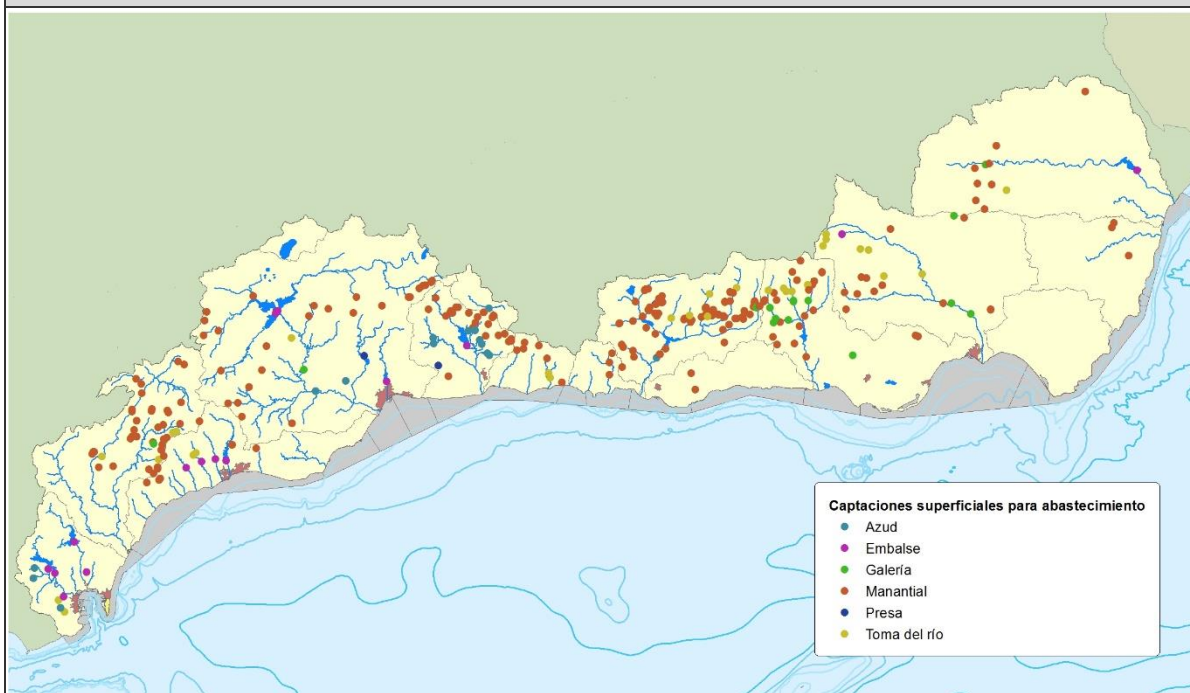 Captaciones superficiales para abastecimiento
Azud
Embalse
Galería
Manantial
Presa
Toma del río